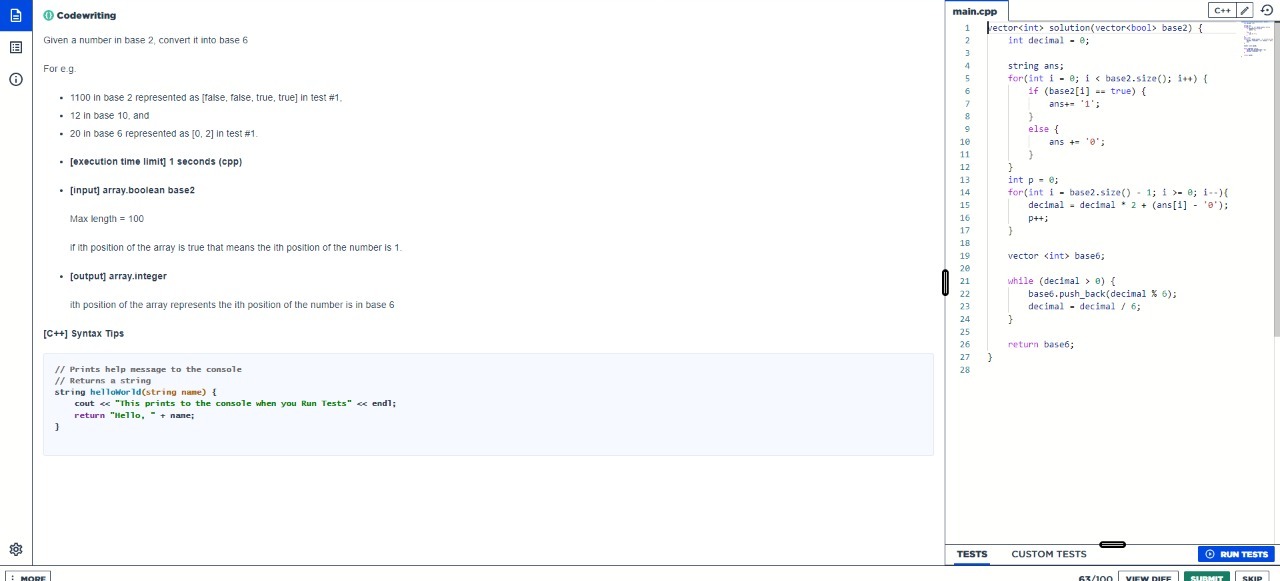 Codewriting
Given a number in base 2, convert it into base 6
For e.g.
• 1100 in base 2 represented as [false, false, true, true] in test #1,
• 12 in base 10, and
• 20 in base 6 represented as [0, 2] in test #1.
• [execution time limit] 1 seconds (cpp)
• [input] array.boolean base2
Max length = 100
if ith position of the array is true that means the ith position of the number is 1.
• [output] array.integer
ith position of the array represents the ith position of the number is in base 6
[C++] Syntax Tips
// Prints help message to the console
// Returns a string
string helloWorld(string name) {
    cout << "This prints to the console when you Run Tests" << endl;
    return "Hello, " + name;
}
MORE
main.cpp
C++
1 vector<int> solution(vector<bool> base2) {
2     int decimal = 0;
3
4     string ans;
5     for(int i = 0; i < base2.size(); i++) {
6         if (base2[i] == true) {
7             ans+= '1';
8         }
9         else {
10             ans += '0';
11         }
12     }
13     int p = 0;
14     for(int i = base2.size() - 1; i >= 0; i--){
15         decimal = decimal * 2 + (ans[i] - '0');
16         p++;
17     }
18
19     vector <int> base6;
20
21     while (decimal > 0) {
22         base6.push_back(decimal % 6);
23         decimal = decimal / 6;
24     }
25
26     return base6;
27 }
28
TESTS
CUSTOM TESTS
RUN TESTS
63/100
VIEW DIFF
SUBMIT
SKIP